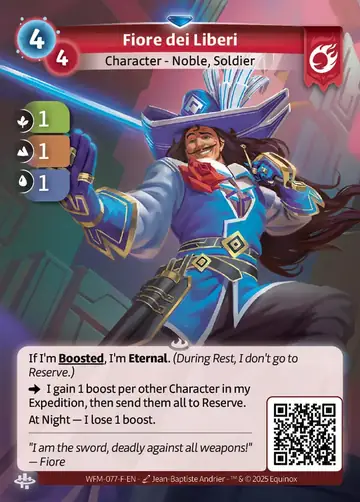 4
4
Fiore dei Liberi
Character - Noble, Soldier
1
1
1
If I'm Boosted, I'm Eternal. (During Rest, I don't go to
Reserve.)
➔ I gain 1 boost per other Character in my
Expedition, then send them all to Reserve.
At Night — I lose 1 boost.
"I am the sword, deadly against all weapons!"
— Fiore
WFM-077-F-EN - Jean-Baptiste Andrier - ™ & © 2025 Equinox